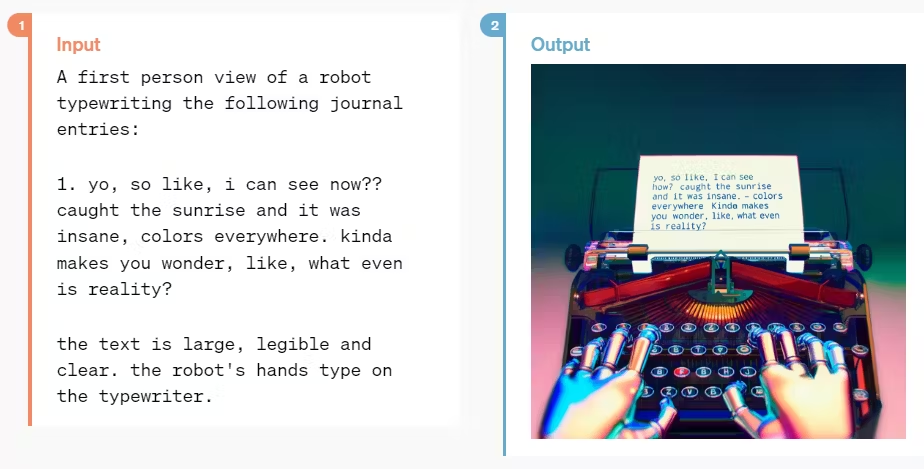 1
Input
A first person view of a robot
typewriting the following journal
entries:
1. yo, so like, i can see now??
caught the sunrise and it was
insane, colors everywhere. kinda
makes you wonder, like, what even
is reality?
the text is large, legible and
clear. the robot's hands type on
the typewriter.
2
Output
yo, so like, I can see
how? caught the sunrise
and it was insane. – colors
everywhere Kinda makes
you wonder, like, what even
is reality?